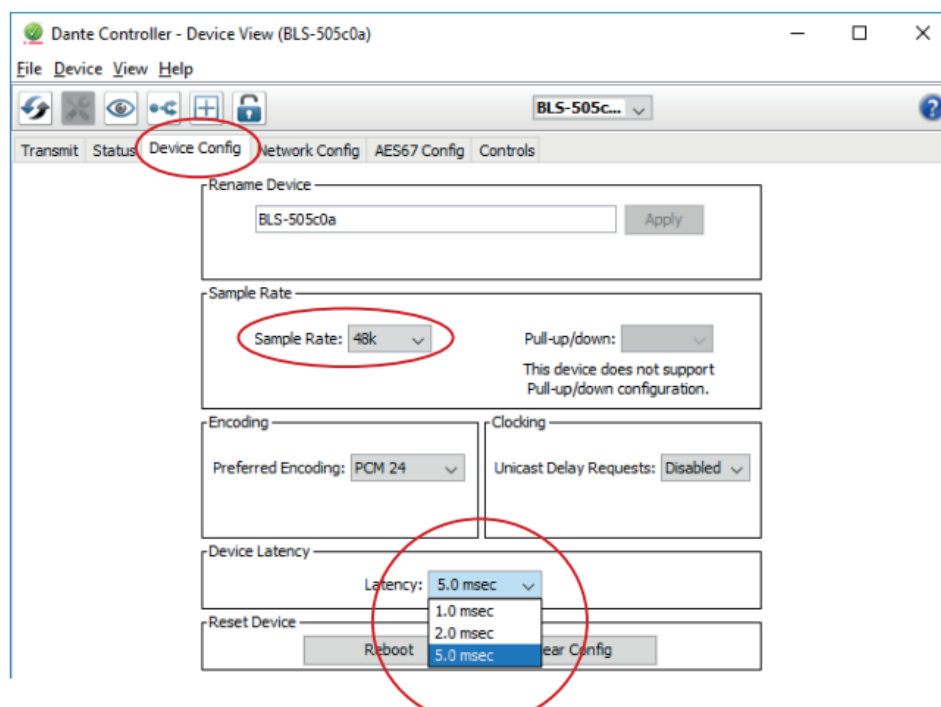 Dante Controller - Device View (BLS-505c0a)
File Device View Help
BLS-505c...
?
Transmit Status Device Config Network Config AES67 Config Controls
Rename Device
BLS-505c0a Apply
Sample Rate
Sample Rate: 48k Pull-up/down:
This device does not support
Pull-up/down configuration.
Encoding Clocking
Preferred Encoding: PCM 24 Unicast Delay Requests: Disabled
Device Latency
Latency: 5.0 msec
1.0 msec
Reset Device 2.0 msec
Reboot 5.0 msec ear Config